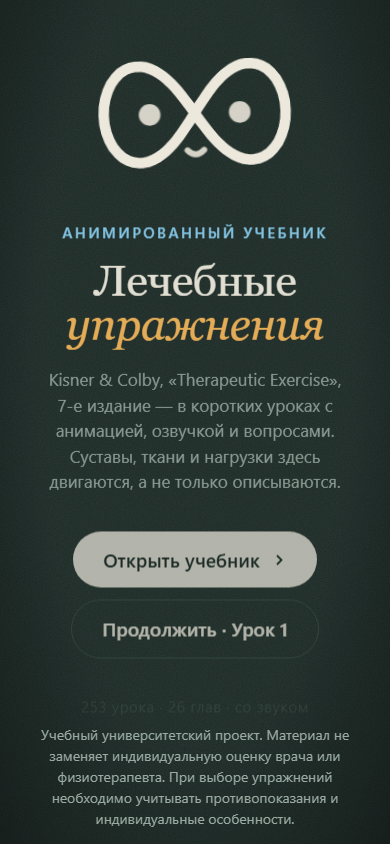 АНИМИРОВАННЫЙ УЧЕБНИК
Лечебные
упражнения
Kisner & Colby, «Therapeutic Exercise»,
7-е издание — в коротких уроках с
анимацией, озвучкой и вопросами.
Суставы, ткани и нагрузки здесь
двигаются, а не только описываются.
Открыть учебник
Продолжить · Урок 1
253 урока · 26 глав · со звуком
Учебный университетский проект. Материал не
заменяет индивидуальную оценку врача или
физиотерапевта. При выборе упражнений
необходимо учитывать противопоказания и
индивидуальные особенности.